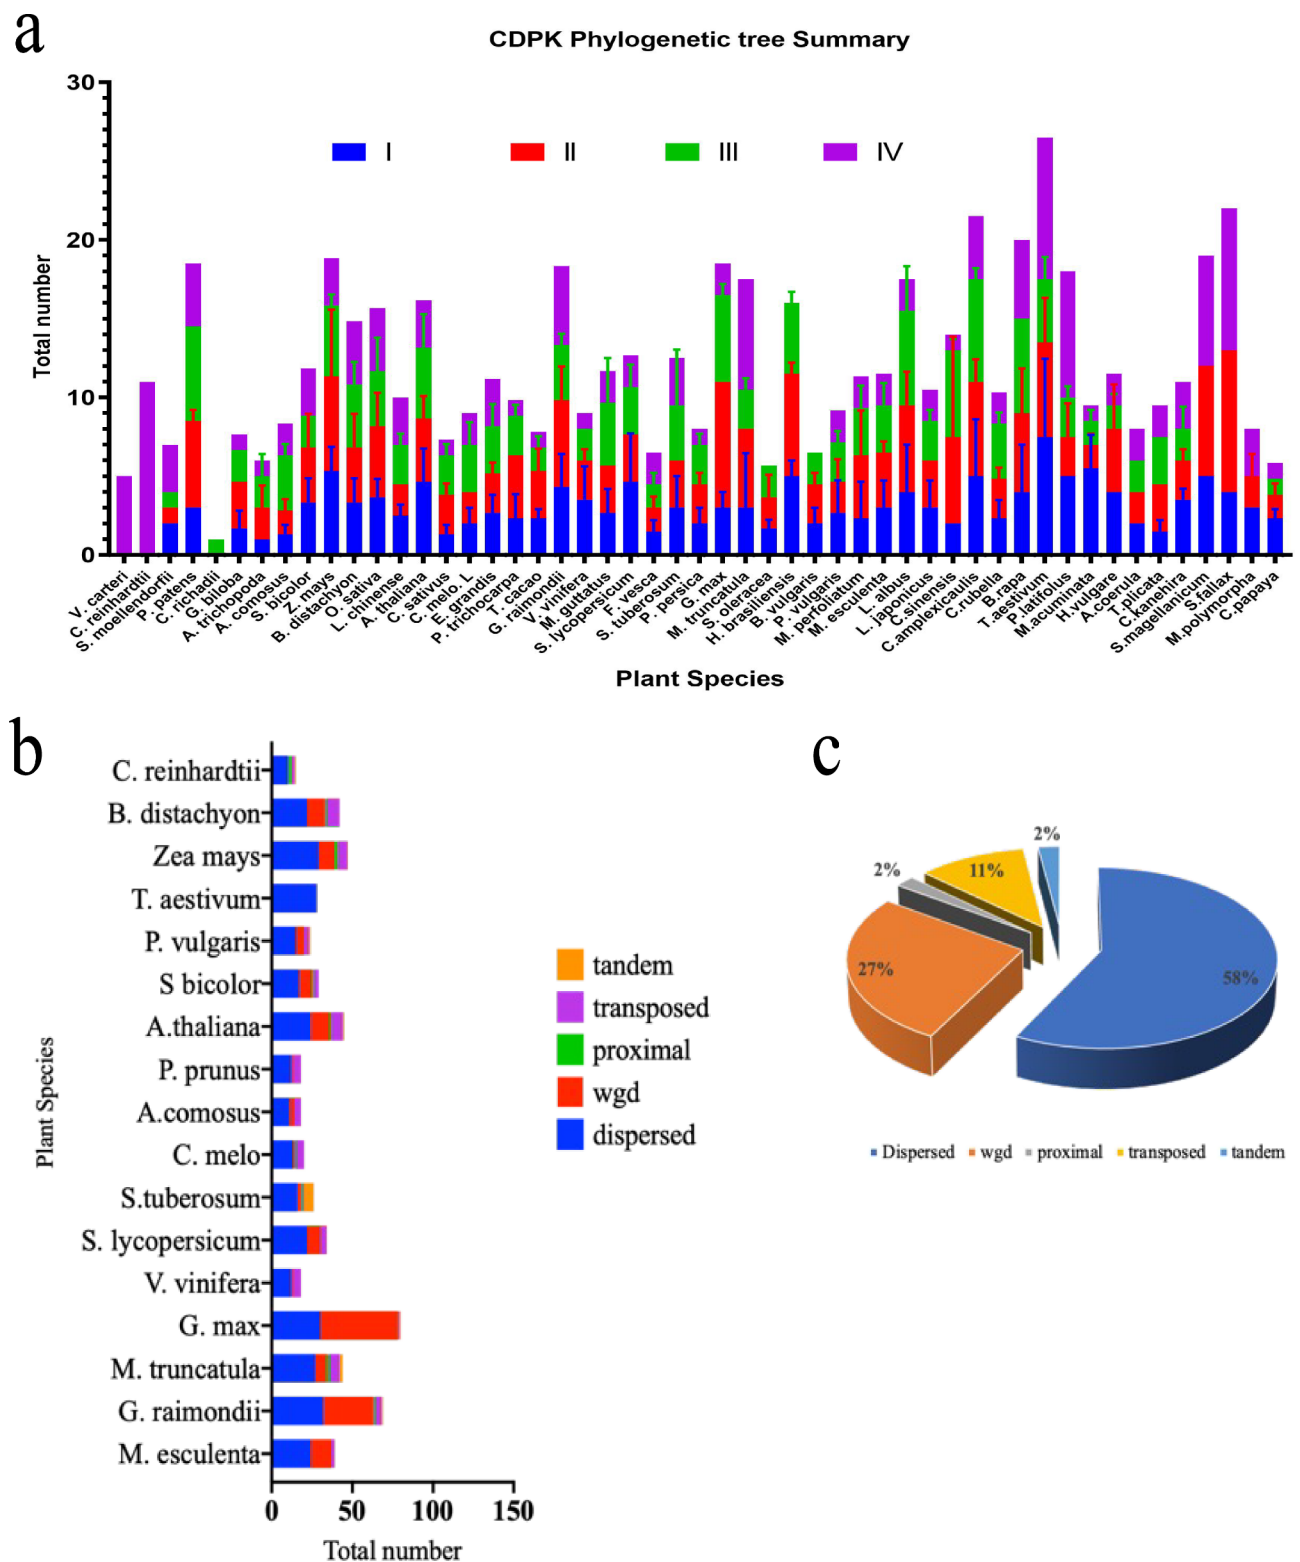 a
CDPK Phylogenetic tree Summary
30
20
10
0
Total number
I II III IV
V. carteri
C. reinhardtii
S. moellendorfii
P. patens
C. richadii
G. biloba
A. trichopoda
A. comosus
S. bicolor
Z. mays
B. distachyon
O. sativa
L. chinense
A. thaliana
C. sativus
C. melo. L
E. grandis
P. trichocarpa
T. cacao
G. raimondii
V. vinifera
M. guttatus
S. lycopersicum
F. vesca
S. tuberosum
P. persica
G. max
M. truncatula
S. oleracea
H. brasiliensis
B. vulgaris
P. vulgaris
M. perfoliatum
M. esculenta
L. albus
L. japonicus
C.sinensis
C.amplexicaulis
C.rubella
B.rapa
T.aestivum
P.latifolius
M.acuminata
H.vulgare
A.coerula
T.plicata
C.kanehira
S.magellanicum
S.fallax
M.polymorpha
C.papaya
Plant Species
b
C. reinhardtii
B. distachyon
Zea mays
T. aestivum
P. vulgaris
S bicolor
A.thaliana
P. prunus
A.comosus
C. melo
S.tuberosum
S. lycopersicum
V. vinifera
G. max
M. truncatula
G. raimondii
M. esculenta
Plant Species
0 50 100 150
Total number
tandem
transposed
proximal
wgd
dispersed
c
2%
11%
2%
27%
58%
Dispersed wgd proximal transposed tandem